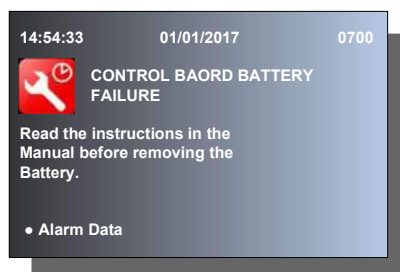 14:54:33 01/01/2017 0700
CONTROL BAORD BATTERY
FAILURE
Read the instructions in the
Manual before removing the
Battery.
● Alarm Data